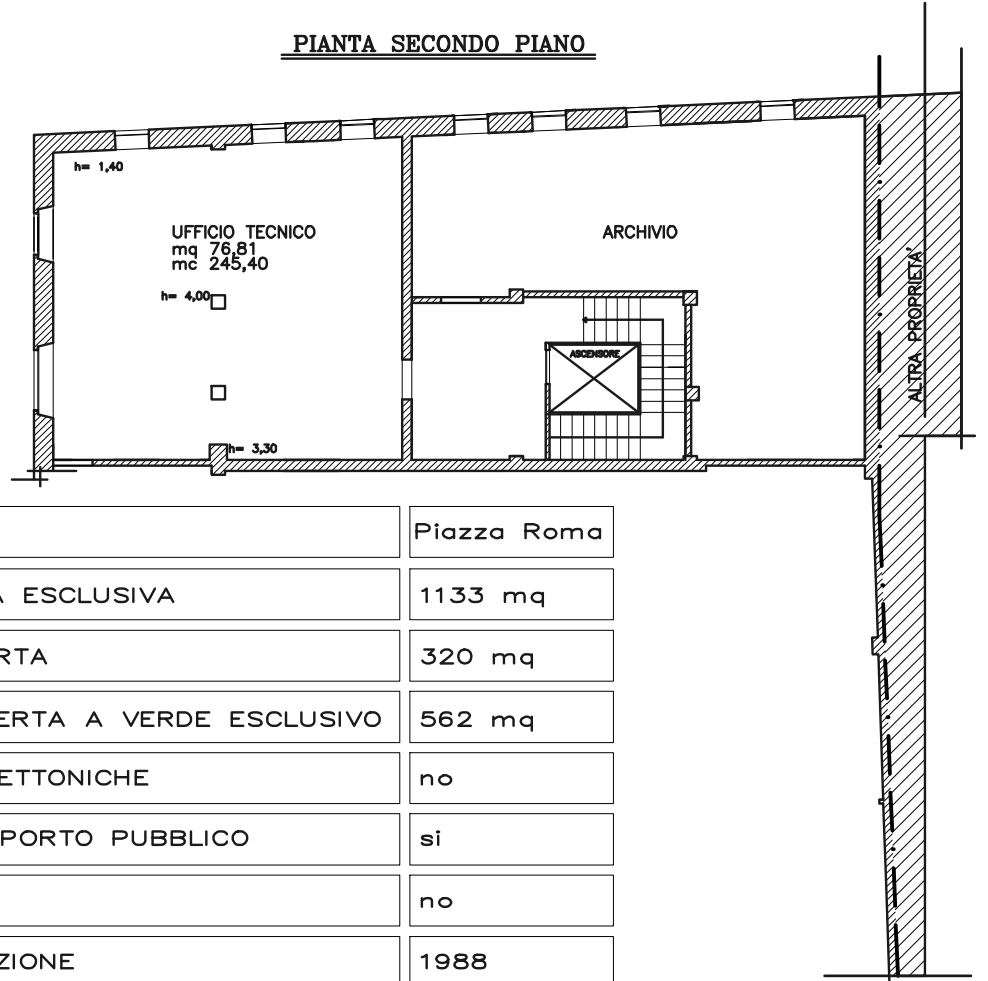 PIANTA SECONDO PIANO
h= 1,40
UFFICIO TECNICO
mq 76,81
mc 245,40
ARCHIVIO
h= 4,00
ALTRA PROPRIETA'
ASCENSORE
h= 3,30
Piazza Roma
A ESCLUSIVA 1133 mq
RTA 320 mq
ERTA A VERDE ESCLUSIVO 562 mq
ETTONICHE no
PORTO PUBBLICO si
no
ZIONE 1988